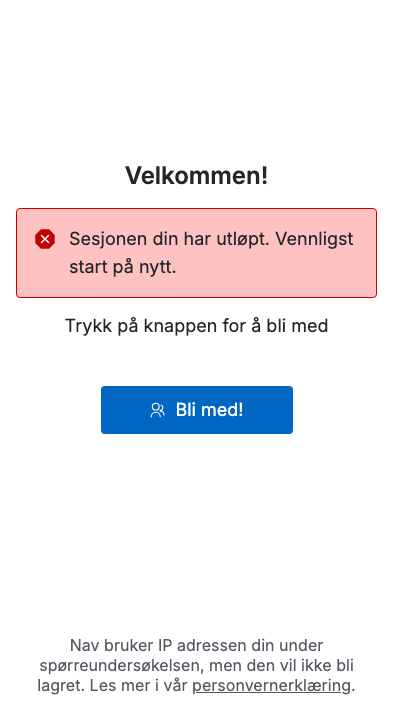 Velkommen!
Sesjonen din har utløpt. Vennligst
start på nytt.
Trykk på knappen for å bli med
Bli med!
Nav bruker IP adressen din under
spørreundersøkelsen, men den vil ikke bli
lagret. Les mer i vår personvernerklæring.